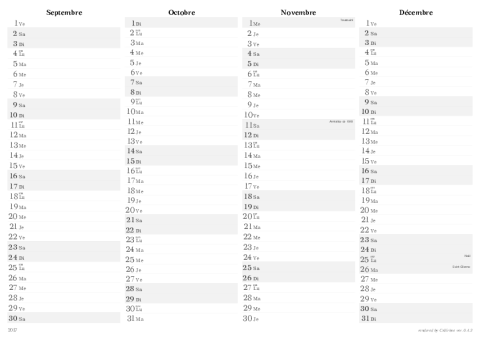 Septembre
1 Ve
2 Sa
3 Di
4 Lu
5 Ma
6 Me
7 Je
8 Ve
9 Sa
10 Di
11 Lu
12 Ma
13 Me
14 Je
15 Ve
16 Sa
17 Di
18 Lu
19 Ma
20 Me
21 Je
22 Ve
23 Sa
24 Di
25 Lu
26 Ma
27 Me
28 Je
29 Ve
30 Sa
Octobre
1 Di
2 Lu
3 Ma
4 Me
5 Je
6 Ve
7 Sa
8 Di
9 Lu
10 Ma
11 Me
12 Je
13 Ve
14 Sa
15 Di
16 Lu
17 Ma
18 Me
19 Je
20 Ve
21 Sa
22 Di
23 Lu
24 Ma
25 Me
26 Je
27 Ve
28 Sa
29 Di
30 Lu
31 Ma
Novembre
1 Me
2 Je
3 Ve
4 Sa
5 Di
6 Lu
7 Ma
8 Me
9 Je
10 Ve
11 Sa
12 Di
13 Lu
14 Ma
15 Me
16 Je
17 Ve
18 Sa
19 Di
20 Lu
21 Ma
22 Me
23 Je
24 Ve
25 Sa
26 Di
27 Lu
28 Ma
29 Me
30 Je
Décembre
1 Ve
2 Sa
3 Di
4 Lu
5 Ma
6 Me
7 Je
8 Ve
9 Sa
10 Di
11 Lu
12 Ma
13 Me
14 Je
15 Ve
16 Sa
17 Di
18 Lu
19 Ma
20 Me
21 Je
22 Ve
23 Sa
24 Di
25 Lu
26 Ma
27 Me
28 Je
29 Ve
30 Sa
31 Di
2017